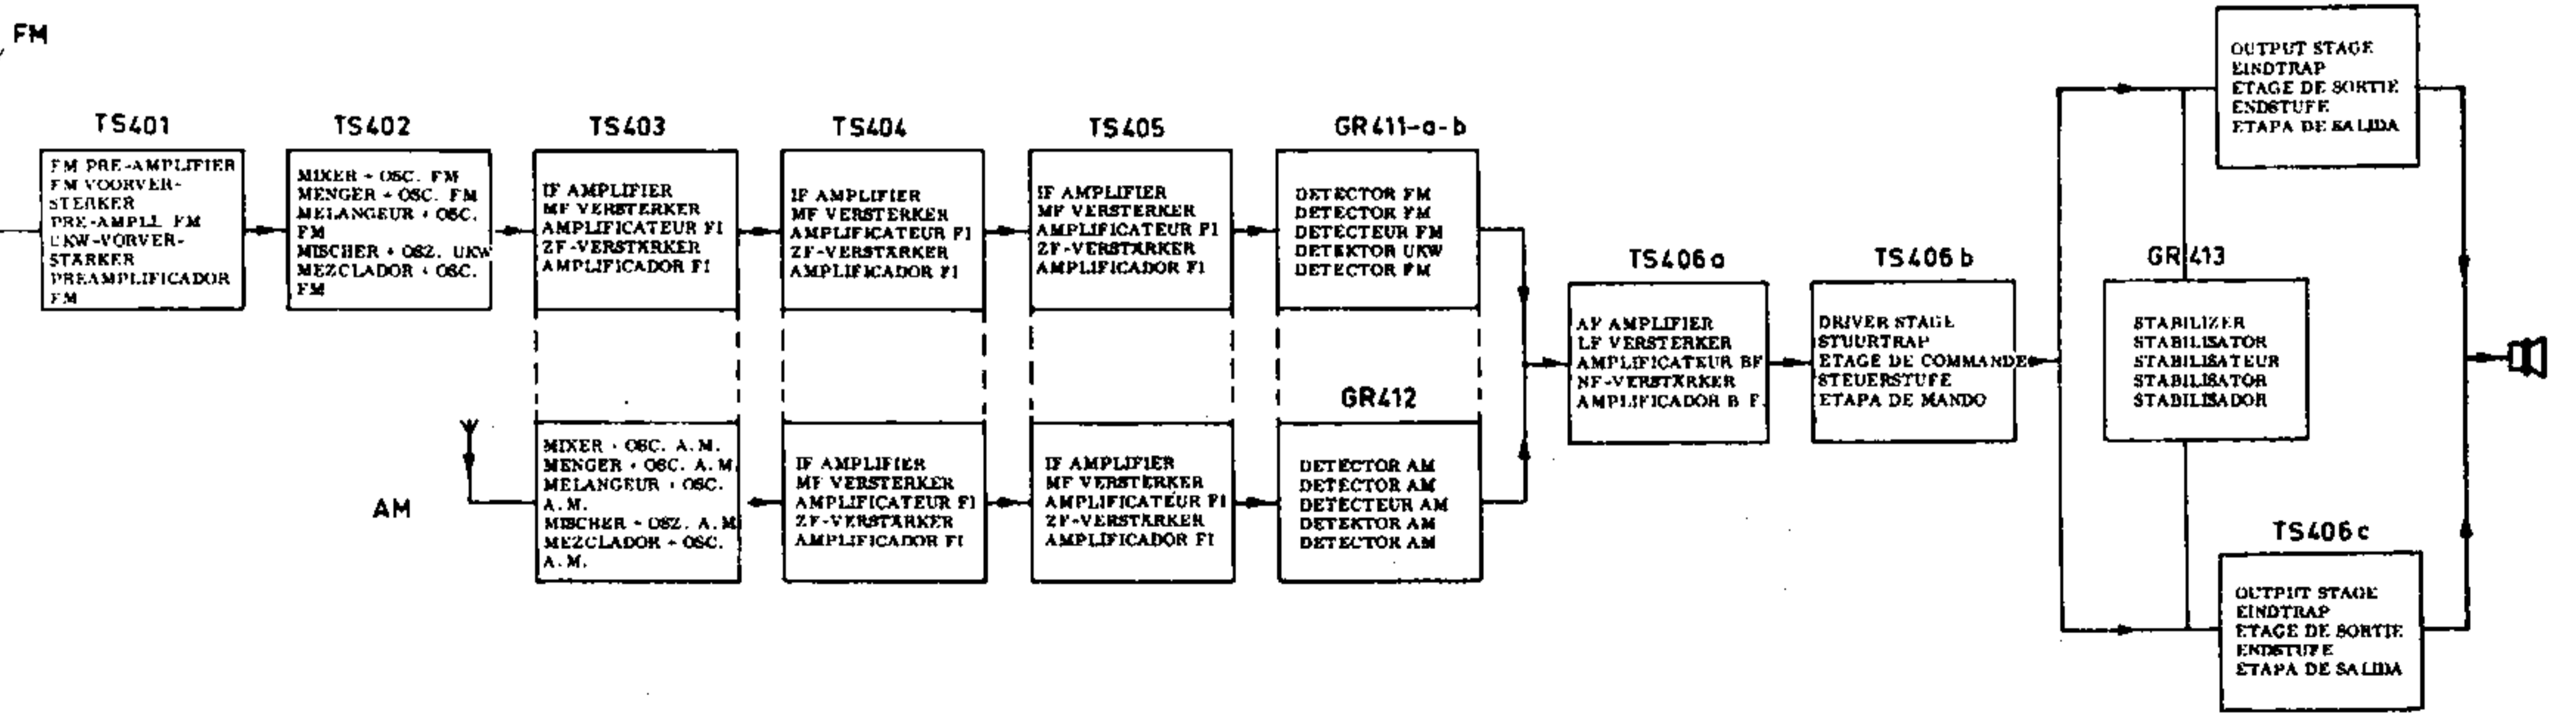 FM
TS401
FM PRE-AMPLIFIER
FM VOORVER-
STERKER
PRE-AMPLI. FM
UKW-VORVER-
STÄRKER
PREAMPLIFICADOR
FM
TS402
MIXER + OSC. FM
MENGER + OSC. FM
MELANGEUR + OSC.
FM
MISCHER + OSZ. UKW
MEZCLADOR + OSC.
FM
TS403
IF AMPLIFIER
MF VERSTERKER
AMPLIFICATEUR FI
ZF-VERSTÄRKER
AMPLIFICADOR FI
TS404
IF AMPLIFIER
MF VERSTERKER
AMPLIFICATEUR FI
ZF-VERSTÄRKER
AMPLIFICADOR FI
TS405
IF AMPLIFIER
MF VERSTERKER
AMPLIFICATEUR FI
ZF-VERSTÄRKER
AMPLIFICADOR FI
GR411-a-b
DETECTOR FM
DETECTOR FM
DETECTEUR FM
DETEKTOR UKW
DETECTOR FM
AM
MIXER + OSC. A.M.
MENGER + OSC. A.M.
MELANGEUR + OSC.
A.M.
MISCHER + OSZ. A.M.
MEZCLADOR + OSC.
A.M.
IF AMPLIFIER
MF VERSTERKER
AMPLIFICATEUR FI
ZF-VERSTÄRKER
AMPLIFICADOR FI
IF AMPLIFIER
MF VERSTERKER
AMPLIFICATEUR FI
ZF-VERSTÄRKER
AMPLIFICADOR FI
GR412
DETECTOR AM
DETECTOR AM
DETECTEUR AM
DETEKTOR AM
DETECTOR AM
TS406a
AF AMPLIFIER
LF VERSTERKER
AMPLIFICATEUR BF
NF-VERSTÄRKER
AMPLIFICADOR B F.
TS406b
DRIVER STAGE
STUURTRAP
ETAGE DE COMMANDE
STEUERSTUFE
ETAPA DE MANDO
OUTPUT STAGE
EINDTRAP
ETAGE DE SORTIE
ENDSTUFE
ETAPA DE SALIDA
GR413
STABILIZER
STABILISATOR
STABILISATEUR
STABILISATOR
STABILISADOR
TS406c
OUTPUT STAGE
EINDTRAP
ETAGE DE SORTIE
ENDSTUFE
ETAPA DE SALIDA